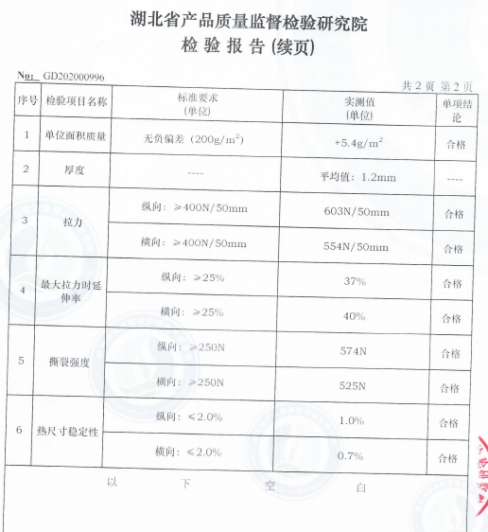 湖北省产品质量监督检验研究院
检验报告(续页)
No: GD202000996
共 2 页 第 2 页
序号 检验项目名称 标准要求 (单位) 实测值 (单位) 单项结论
1 单位面积质量 无负偏差（200g/m²） +5.4g/m² 合格
2 厚度 ---- 平均值：1.2mm ----
3 拉力 纵向：≥400N/50mm 603N/50mm 合格
横向：≥400N/50mm 554N/50mm 合格
4 最大拉力时延伸率 纵向：≥25% 37% 合格
横向：≥25% 40% 合格
5 撕裂强度 纵向：≥250N 574N 合格
横向：≥250N 525N 合格
6 热尺寸稳定性 纵向：≤2.0% 1.0% 合格
横向：≤2.0% 0.7% 合格
以 下 空 白